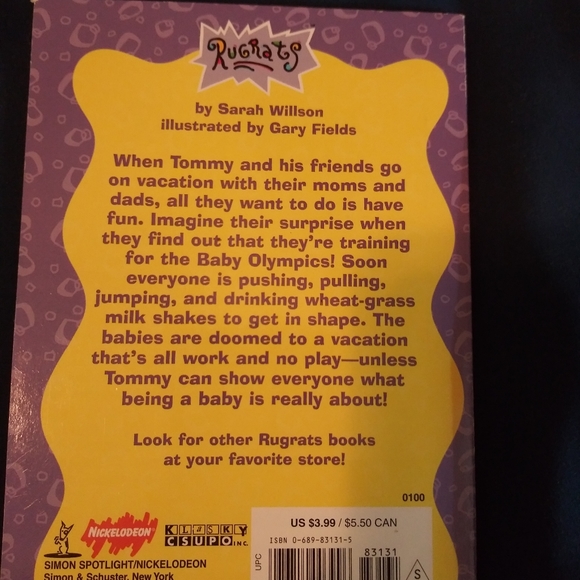 RUGRATS
by Sarah Willson
illustrated by Gary Fields
When Tommy and his friends go
on vacation with their moms and
dads, all they want to do is have
fun. Imagine their surprise when
they find out that they're training
for the Baby Olympics! Soon
everyone is pushing, pulling,
jumping, and drinking wheat-grass
milk shakes to get in shape. The
babies are doomed to a vacation
that's all work and no play—unless
Tommy can show everyone what
being a baby is really about!
Look for other Rugrats books
at your favorite store!
0100
NICKELODEON
KLASKY
CSUPO INC.
US $3.99 / $5.50 CAN
ISBN 0-689-83131-5
83131
UPC
S
SIMON SPOTLIGHT/NICKELODEON
Simon & Schuster, New York